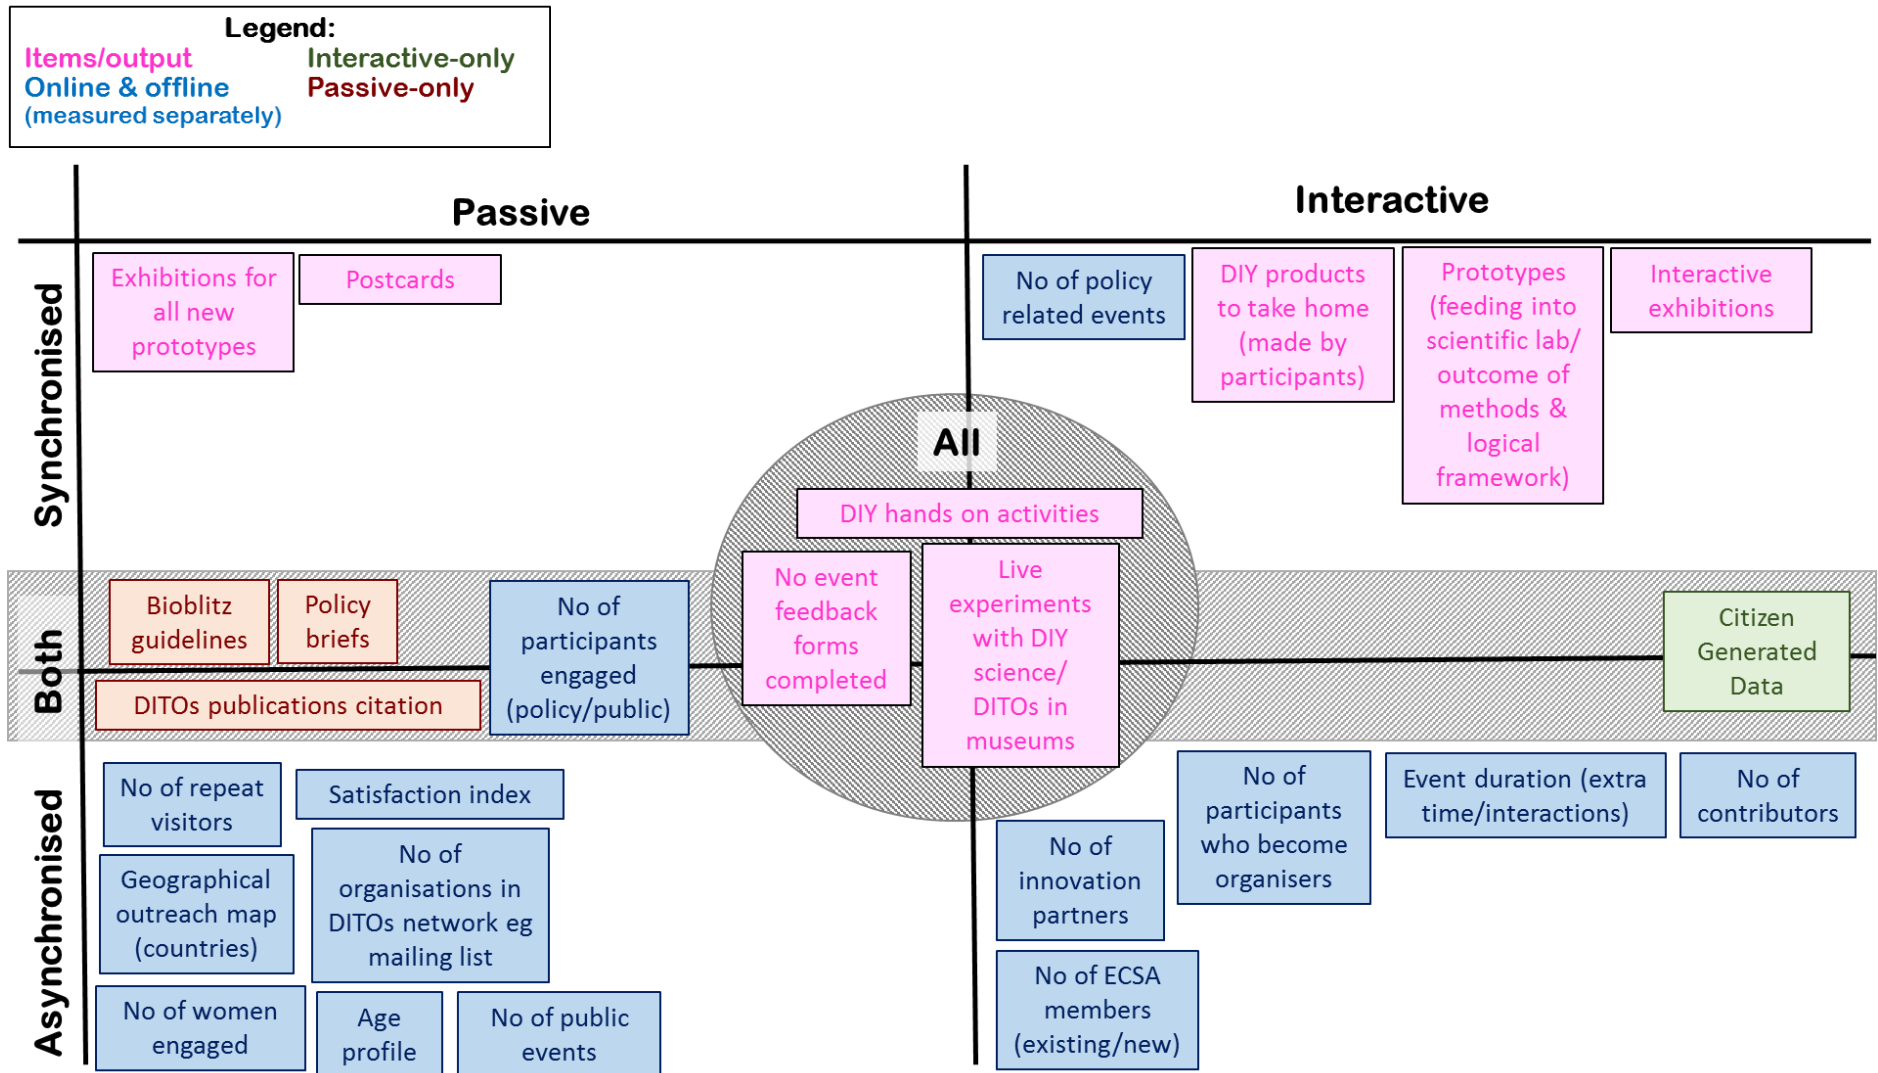 Legend:
Items/output
Interactive-only
Online & offline
Passive-only
(measured separately)
Passive
Interactive
Synchronised
Exhibitions for
all new
prototypes
Postcards
No of policy
related events
DIY products
to take home
(made by
participants)
Prototypes
(feeding into
scientific lab/
outcome of
methods &
logical
framework)
Interactive
exhibitions
All
DIY hands on activities
No event
feedback
forms
completed
Live
experiments
with DIY
science/
DITOs in
museums
Both
Bioblitz
guidelines
Policy
briefs
DITOs publications citation
No of
participants
engaged
(policy/public)
Citizen
Generated
Data
Asynchronised
No of repeat
visitors
Satisfaction index
Geographical
outreach map
(countries)
No of
organisations in
DITOs network eg
mailing list
No of women
engaged
Age
profile
No of public
events
No of
innovation
partners
No of
participants
who become
organisers
Event duration (extra
time/interactions)
No of
contributors
No of ECSA
members
(existing/new)